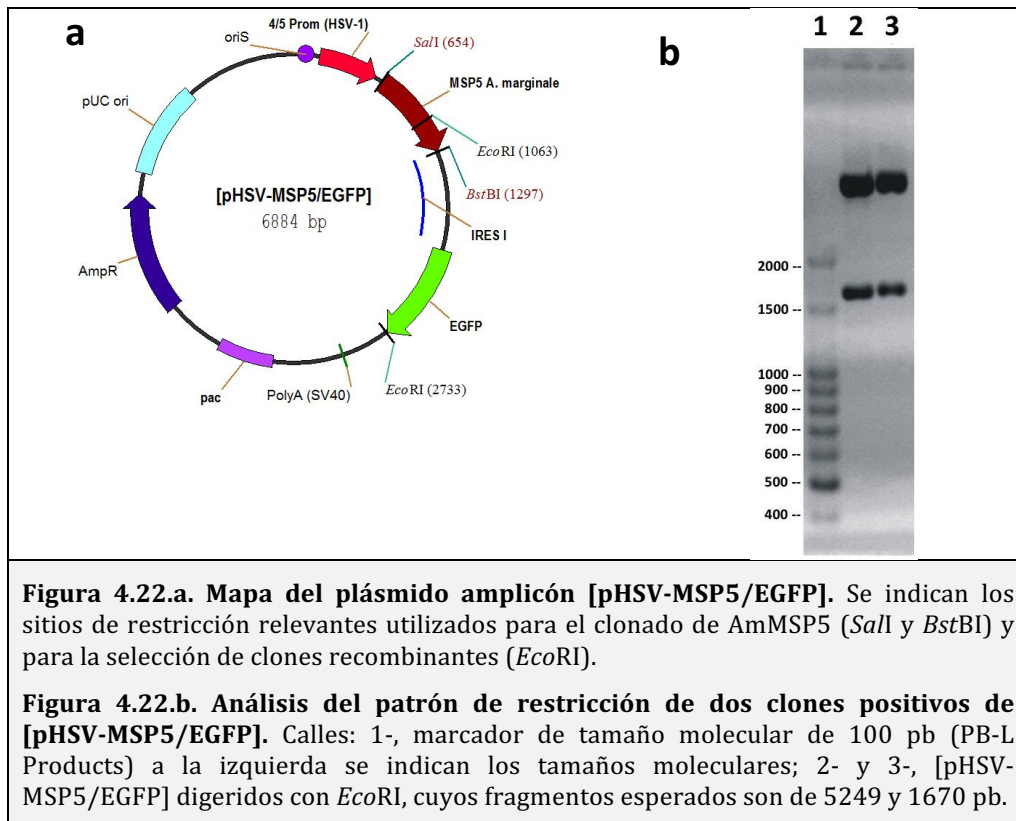 a
4/5 Prom (HSV-1)
oriS
SalI (654)
MSP5 A. marginale
pUC ori
EcoRI (1063)
[pHSV-MSP5/EGFP]
6884 bp
BstBI (1297)
IRES I
AmpR
EGFP
EcoRI (2733)
PolyA (SV40)
pac
b
1 2 3
2000 --
1500 --
1000 --
900 --
800 --
700 --
600 --
500 --
400 --
Figura 4.22.a. Mapa del plásmido amplicón [pHSV-MSP5/EGFP]. Se indican los
sitios de restricción relevantes utilizados para el clonado de AmMSP5 (SalI y BstBI) y
para la selección de clones recombinantes (EcoRI).
Figura 4.22.b. Análisis del patrón de restricción de dos clones positivos de
[pHSV-MSP5/EGFP]. Calles: 1-, marcador de tamaño molecular de 100 pb (PB-L
Products) a la izquierda se indican los tamaños moleculares; 2- y 3-, [pHSV-
MSP5/EGFP] digeridos con EcoRI, cuyos fragmentos esperados son de 5249 y 1670 pb.